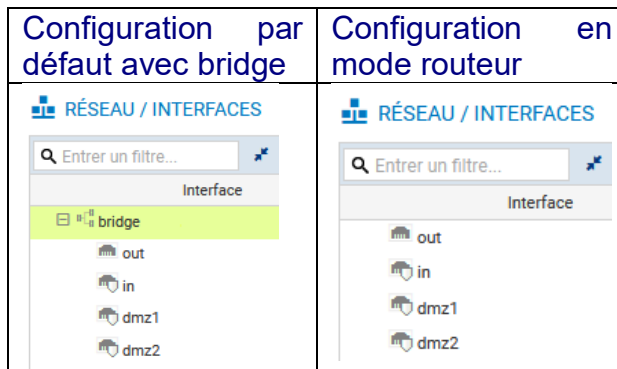 Configuration par
défaut avec bridge
RÉSEAU / INTERFACES
Entrer un filtre...
Interface
bridge
out
in
dmz1
dmz2
Configuration en
mode routeur
RÉSEAU / INTERFACES
Entrer un filtre...
Interface
out
in
dmz1
dmz2